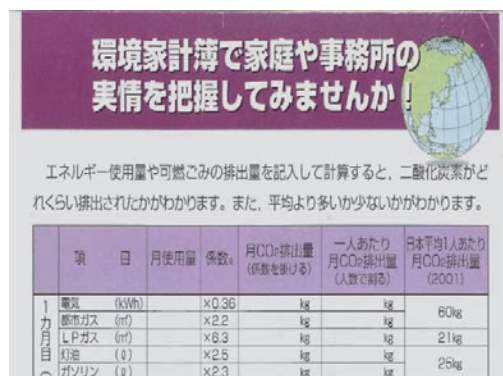 環境家計簿で家庭や事務所の
実情を把握してみませんか!
エネルギー使用量や可燃ごみの排出量を記入して計算すると、二酸化炭素がど
れくらい排出されたかがわかります。また、平均より多いか少ないかがわかります。
項 目 月使用量 係数 月CO₂排出量 (係数を掛ける) 一人あたり 月CO₂排出量 (人数で割る) 日本平均1人あたり 月CO₂排出量 (2001)
1カ月目
電気 (kWh) ×0.36 kg kg 60kg
都市ガス (㎥) ×2.2 kg kg
LPガス (㎥) ×6.3 kg kg 21kg
灯油 (ℓ) ×2.5 kg kg 25kg
ガソリン (ℓ) ×2.3 kg kg